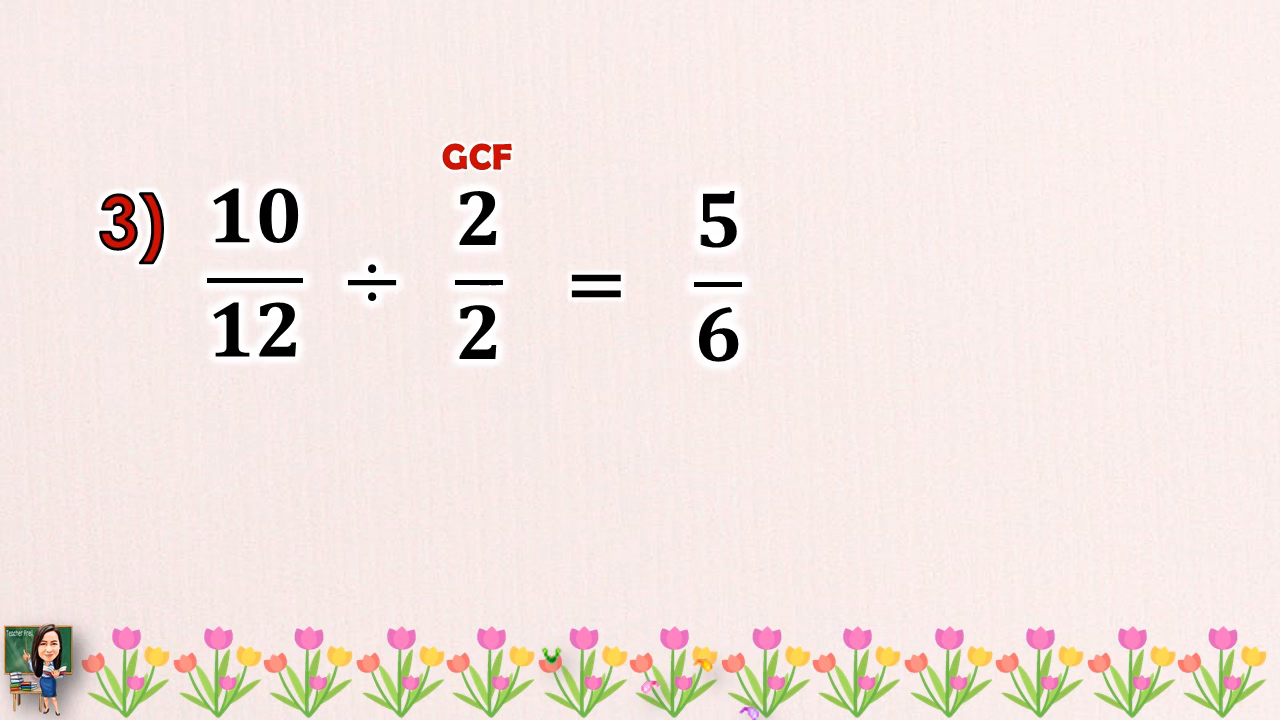 GCF
3) 10/12 ÷ 2/2 = 5/6